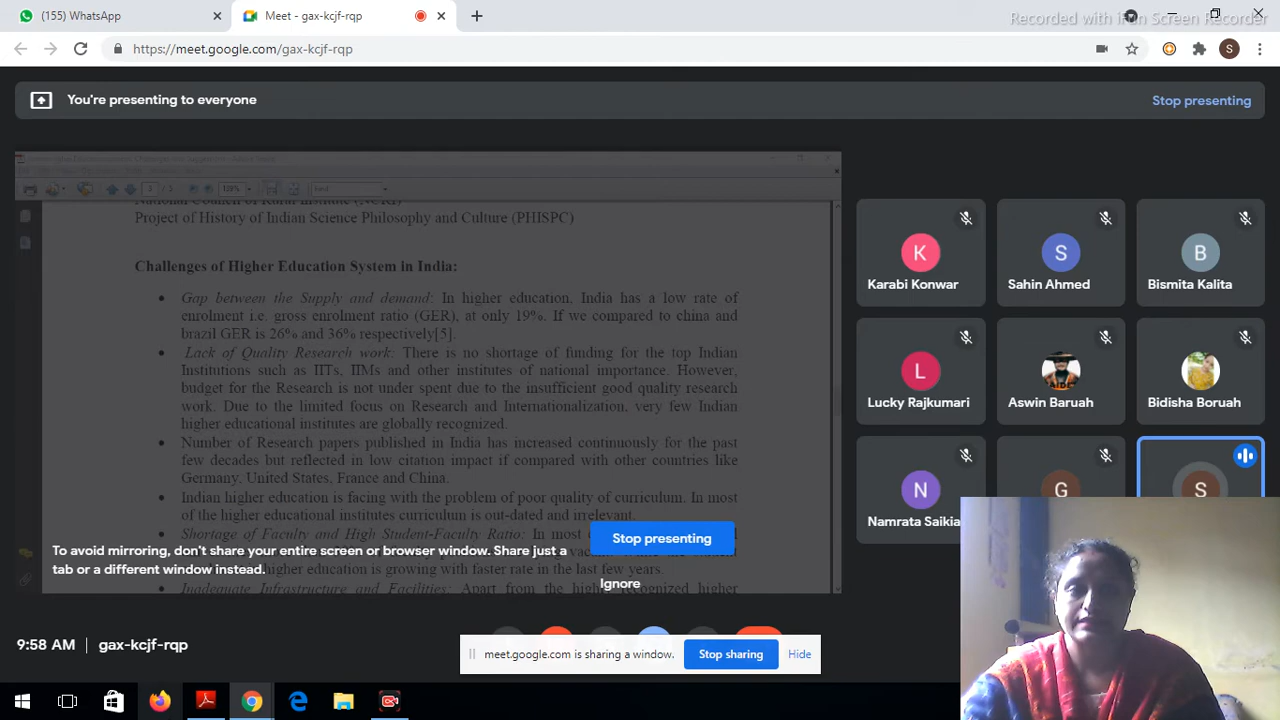 (155) WhatsApp
Meet - gax-kcjf-rqp
Recorded with iFun Screen Recorder
https://meet.google.com/gax-kcjf-rqp
S
You're presenting to everyone
Stop presenting
National Council of Rural Institute (NCRI)
Project of History of Indian Science Philosophy and Culture (PHISPC)
Challenges of Higher Education System in India:
• Gap between the Supply and demand: In higher education, India has a low rate of
enrolment i.e. gross enrolment ratio (GER), at only 19%. If we compared to china and
brazil GER is 26% and 36% respectively[5].
• Lack of Quality Research work: There is no shortage of funding for the top Indian
Institutions such as IITs, IIMs and other institutes of national importance. However,
budget for the Research is not under spent due to the insufficient good quality research
work. Due to the limited focus on Research and Internationalization, very few Indian
higher educational institutes are globally recognized.
• Number of Research papers published in India has increased continuously for the past
few decades but reflected in low citation impact if compared with other countries like
Germany, United States, France and China.
• Indian higher education is facing with the problem of poor quality of curriculum. In most
of the higher educational institutes curriculum is out-dated and irrelevant.
• Shortage of Faculty and High Student-Faculty Ratio: In most
higher education is growing with faster rate in the last few years.
• Inadequate Infrastructure and Facilities: Apart from the highly recognized higher
To avoid mirroring, don't share your entire screen or browser window. Share just a
tab or a different window instead.
Stop presenting
Ignore
K
Karabi Konwar
S
Sahin Ahmed
B
Bismita Kalita
L
Lucky Rajkumari
Aswin Baruah
Bidisha Boruah
N
Namrata Saikia
G
S
9:58 AM | gax-kcjf-rqp
meet.google.com is sharing a window.
Stop sharing
Hide